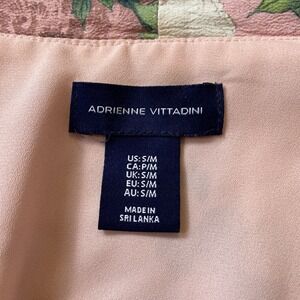 ADRIENNE VITTADINI
US:S/M
CA:P/M
UK:S/M
EU:S/M
AU:S/M
MADE IN
SRI LANKA